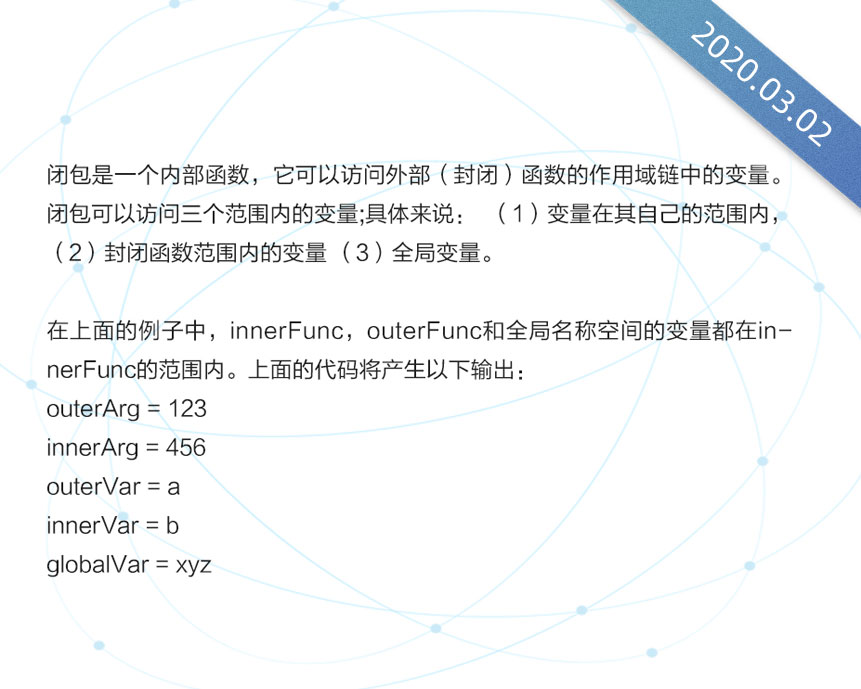 2020.03.02
闭包是一个内部函数，它可以访问外部（封闭）函数的作用域链中的变量。
闭包可以访问三个范围内的变量;具体来说： （1）变量在其自己的范围内，
（2）封闭函数范围内的变量（3）全局变量。
在上面的例子中，innerFunc，outerFunc和全局名称空间的变量都在in-
nerFunc的范围内。上面的代码将产生以下输出：
outerArg = 123
innerArg = 456
outerVar = a
innerVar = b
globalVar = xyz